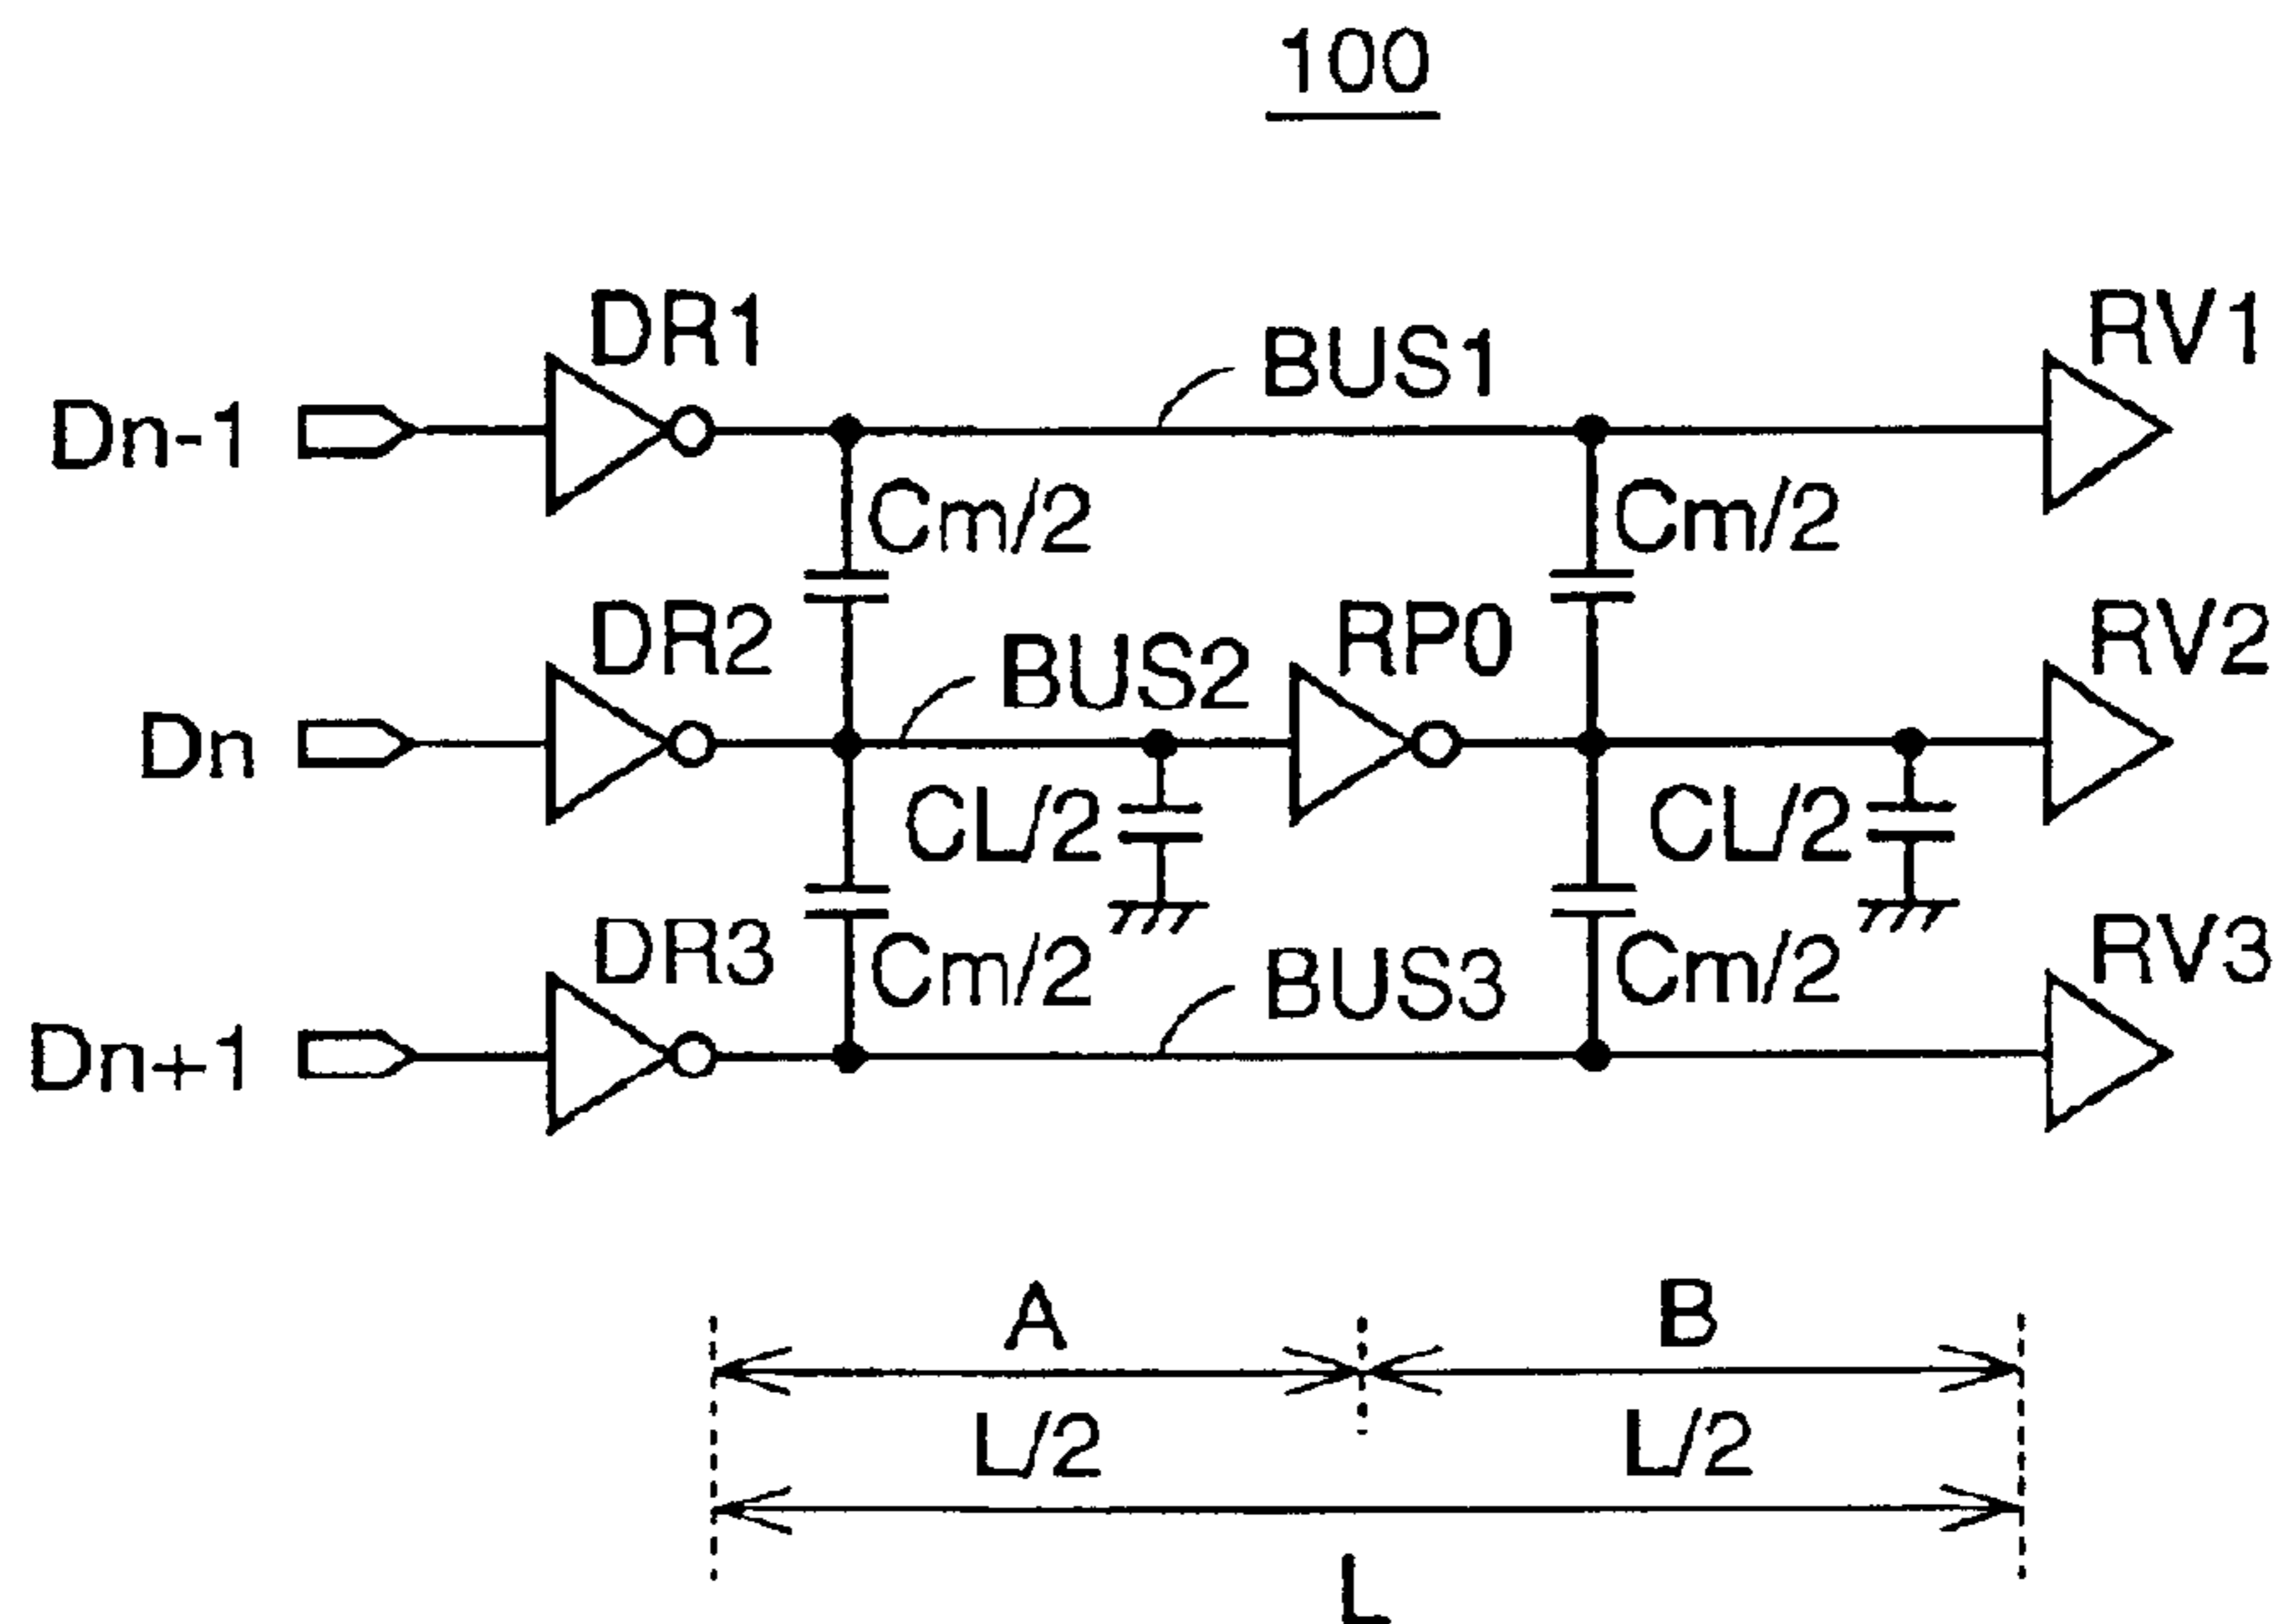 100
DR1
BUS1
RV1
Dn-1
Cm/2
Cm/2
DR2
BUS2
RP0
RV2
Dn
CL/2
CL/2
DR3
Cm/2
BUS3
Cm/2
RV3
Dn+1
A
B
L/2
L/2
L